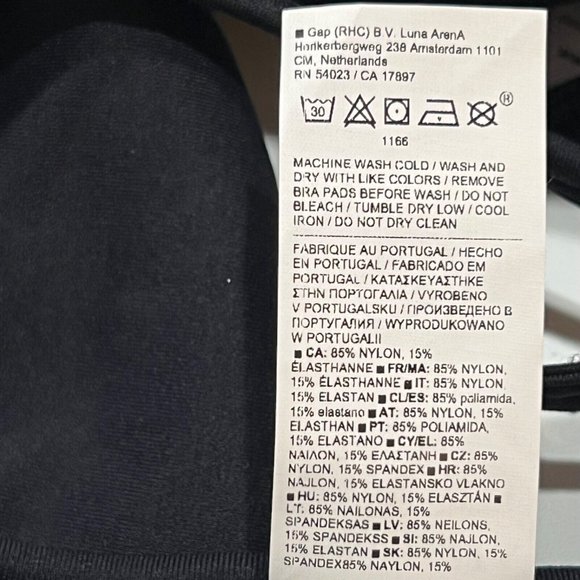 ■ Gap (RHC) B V. Luna ArenA
Herikerbergweg 238 Amsterdam 1101
CM, Netherlands
RN 54023 / CA 17897
30
®
1166
MACHINE WASH COLD / WASH AND
DRY WITH LIKE COLORS / REMOVE
BRA PADS BEFORE WASH / DO NOT
BLEACH / TUMBLE DRY LOW / COOL
IRON / DO NOT DRY CLEAN
FABRIQUE AU PORTUGAL / HECHO
EN PORTUGAL / FABRICADO EM
PORTUGAL / ΚΑΤΑΣΚΕΥΑΣΤΗΚΕ
ΣΤΗΝ ΠΟΡΤΟΓΑΛΙΑ / VYROBENO
V PORTUGALSKU / ПРОИЗВЕДЕНО В
ПОРТУГАЛИЯ / WYPRODUKOWANO
W PORTUGALII
■ CA: 85% NYLON, 15%
ÉLASTHANNE ■ FR/MA: 85% NYLON,
15% ÉLASTHANNE ■ IT: 85% NYLON,
15% ELASTAN ■ CL/ES: 85% poliamida,
15% elastano ■ AT: 85% NYLON, 15%
ELASTHAN ■ PT: 85% POLIAMIDA,
15% ELASTANO ■ CY/EL: 85%
ΝΑΙΛΟΝ, 15% ΕΛΑΣΤΑΝΗ ■ CZ: 85%
NYLON, 15% SPANDEX ■ HR: 85%
NAJLON, 15% ELASTANSKO VLAKNO
■ HU: 85% NYLON, 15% ELASZTÁN ■
LT: 85% NAILONAS, 15%
SPANDEKSAS ■ LV: 85% NEILONS,
15% SPANDEKSS ■ SI: 85% NAJLON,
15% ELASTAN ■ SK: 85% NYLON, 15%
SPANDEX85% NAJLON, 15%